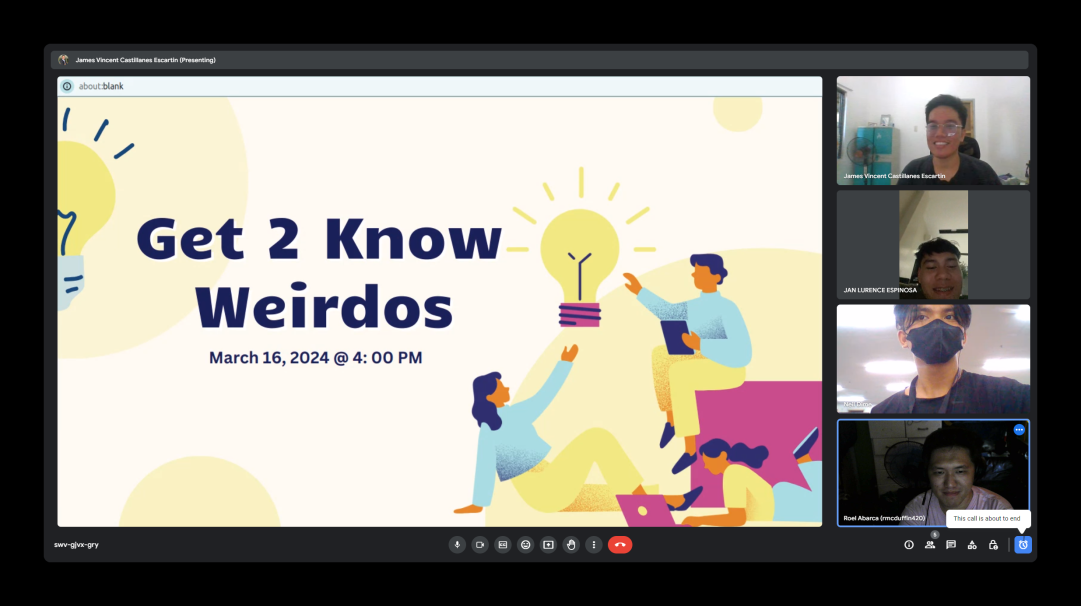 James Vincent Castillanes Escartin (Presenting)
about:blank
Get 2 Know
Weirdos
March 16, 2024 @ 4: 00 PM
James Vincent Castillanes Escartin
JAN LURENCE ESPINOSA
Roel Abarca (rmcduffin420)
This call is about to end
swv-gjvx-gry
5